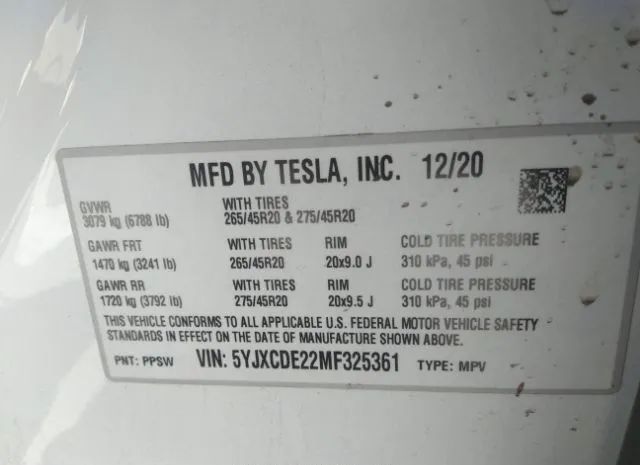 MFD BY TESLA, INC. 12/20
GVWR
3079 kg (6788 lb)
WITH TIRES
265/45R20 & 275/45R20
GAWR FRT WITH TIRES RIM COLD TIRE PRESSURE
1470 kg (3241 lb) 265/45R20 20x9.0 J 310 kPa, 45 psi
GAWR RR WITH TIRES RIM COLD TIRE PRESSURE
1720 kg (3792 lb) 275/45R20 20x9.5 J 310 kPa, 45 psi
THIS VEHICLE CONFORMS TO ALL APPLICABLE U.S. FEDERAL MOTOR VEHICLE SAFETY
STANDARDS IN EFFECT ON THE DATE OF MANUFACTURE SHOWN ABOVE.
PNT: PPSW VIN: 5YJXCDE22MF325361 TYPE: MPV